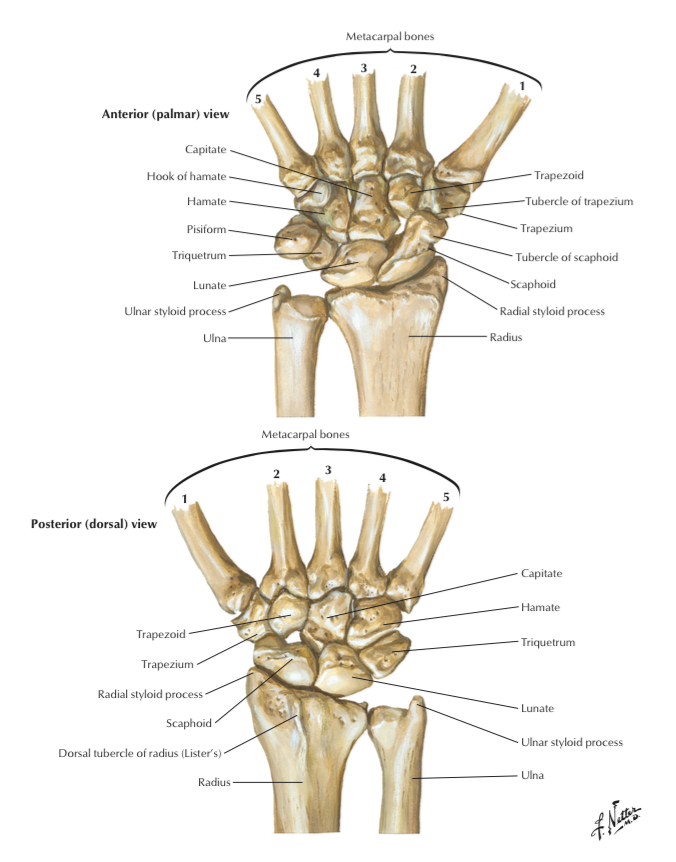 Metacarpal bones
5
4
3
2
1
Anterior (palmar) view
Capitate
Hook of hamate
Hamate
Pisiform
Triquetrum
Lunate
Ulnar styloid process
Ulna
Trapezoid
Tubercle of trapezium
Trapezium
Tubercle of scaphoid
Scaphoid
Radial styloid process
Radius
Metacarpal bones
1
2
3
4
5
Posterior (dorsal) view
Trapezoid
Trapezium
Radial styloid process
Scaphoid
Dorsal tubercle of radius (Lister’s)
Radius
Capitate
Hamate
Triquetrum
Lunate
Ulnar styloid process
Ulna
F. Netter
M.D.